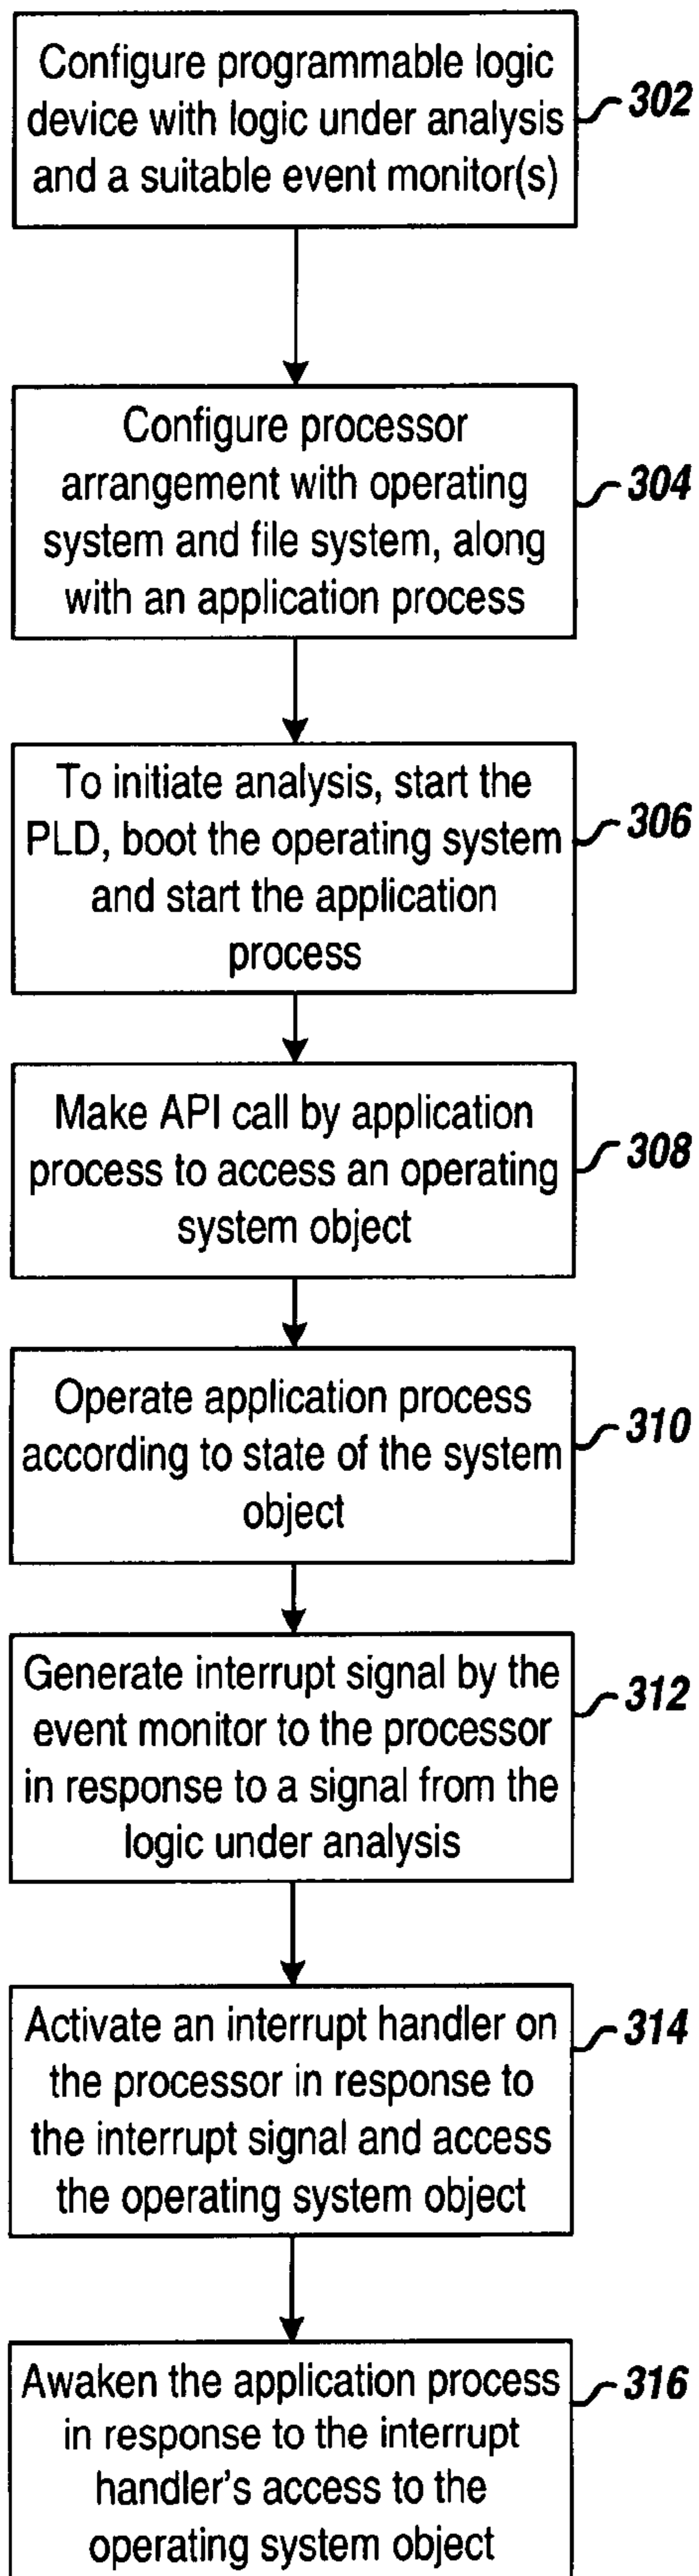 Configure programmable logic
device with logic under analysis
and a suitable event monitor(s)
302
Configure processor
arrangement with operating
system and file system, along
with an application process
304
To initiate analysis, start the
PLD, boot the operating system
and start the application
process
306
Make API call by application
process to access an operating
system object
308
Operate application process
according to state of the system
object
310
Generate interrupt signal by the
event monitor to the processor
in response to a signal from the
logic under analysis
312
Activate an interrupt handler on
the processor in response to
the interrupt signal and access
the operating system object
314
Awaken the application process
in response to the interrupt
handler's access to the
operating system object
316